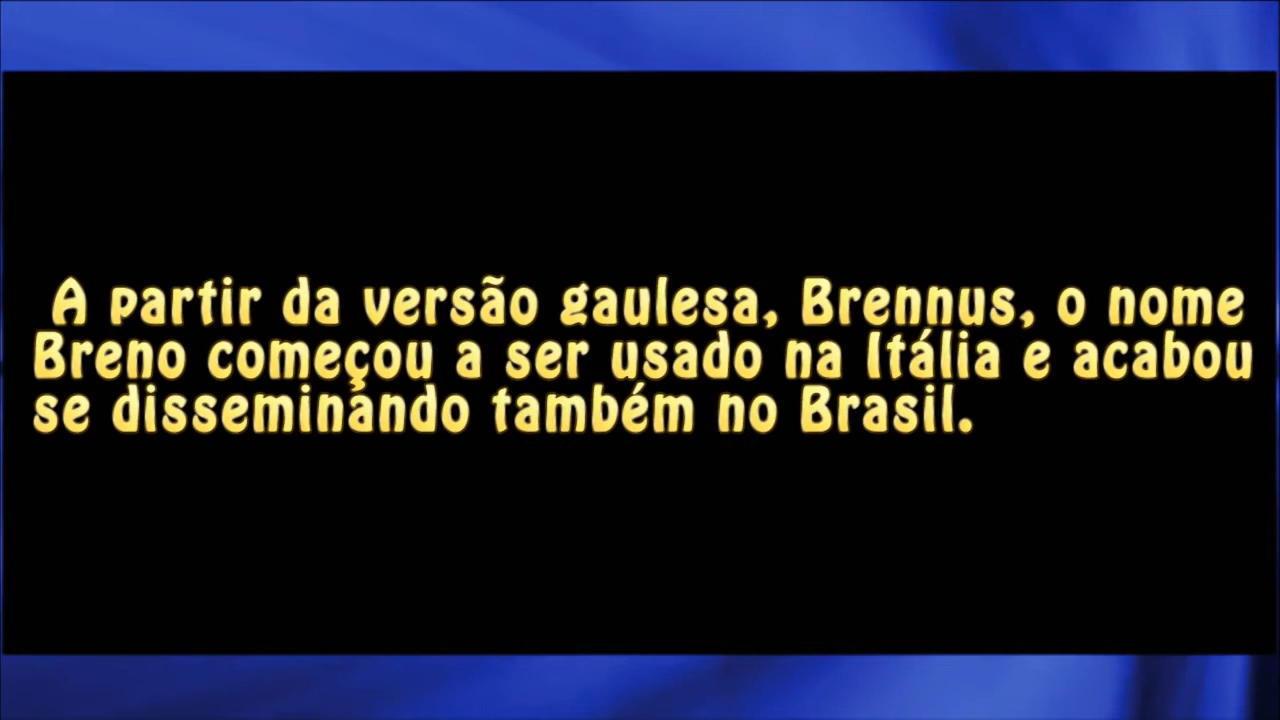 A partir da versão gaulesa, Brennus, o nome
Breno começou a ser usado na Itália e acabou
se disseminando também no Brasil.